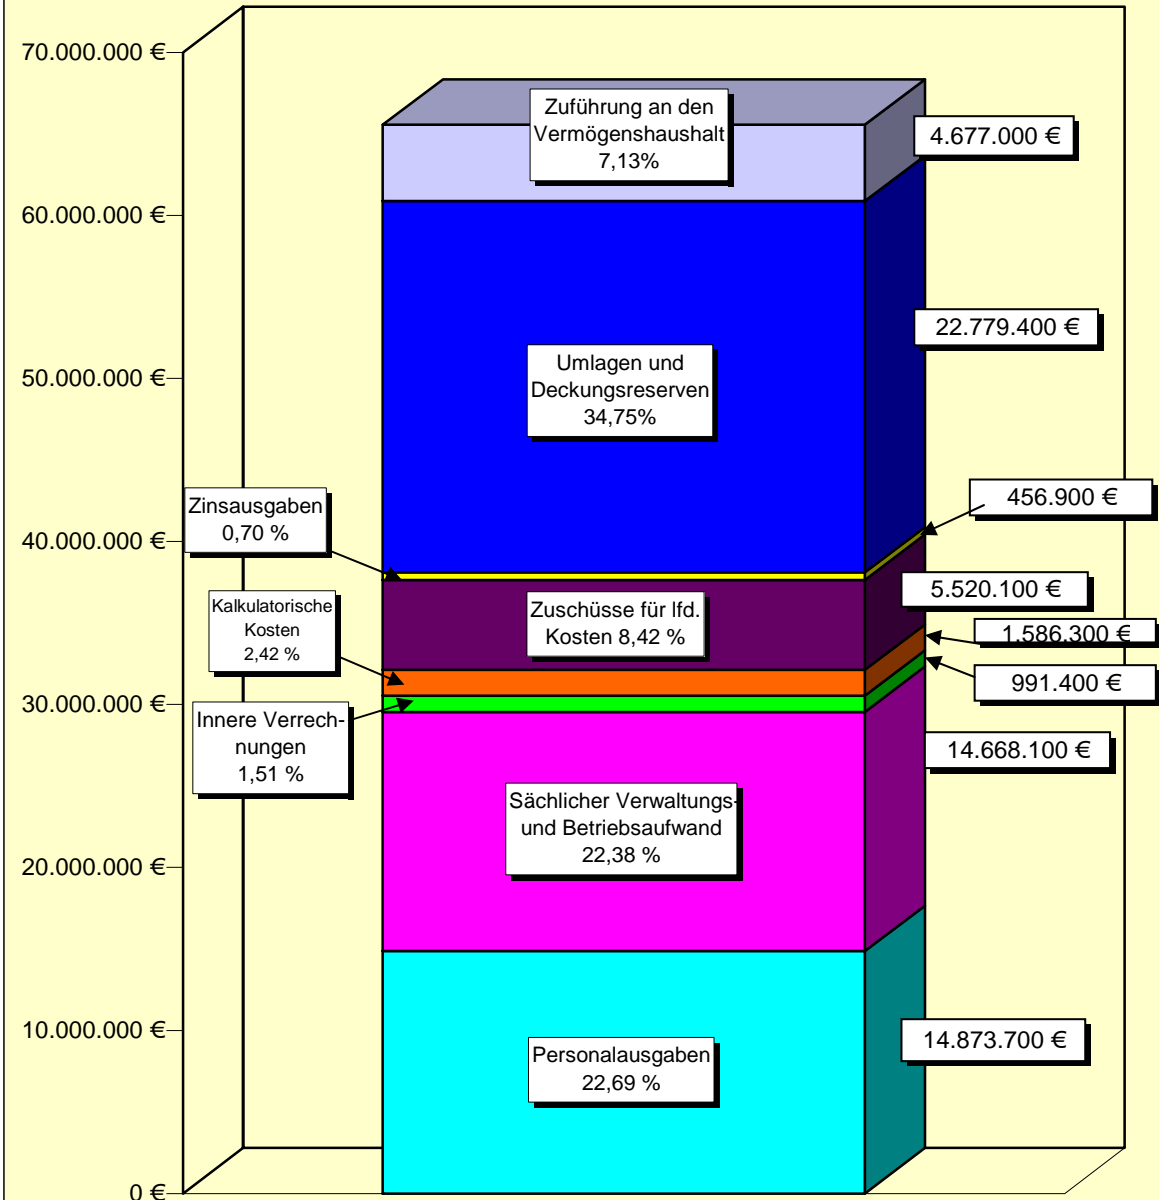 70.000.000 €
60.000.000 €
50.000.000 €
40.000.000 €
30.000.000 €
20.000.000 €
10.000.000 €
0 €
Zuführung an den
Vermögenshaushalt
7,13%
4.677.000 €
Umlagen und
Deckungsreserven
34,75%
22.779.400 €
Zinsausgaben
0,70 %
456.900 €
Zuschüsse für lfd.
Kosten 8,42 %
5.520.100 €
Kalkulatorische
Kosten
2,42 %
1.586.300 €
Innere Verrech-
nungen
1,51 %
991.400 €
Sächlicher Verwaltungs-
und Betriebsaufwand
22,38 %
14.668.100 €
Personalausgaben
22,69 %
14.873.700 €